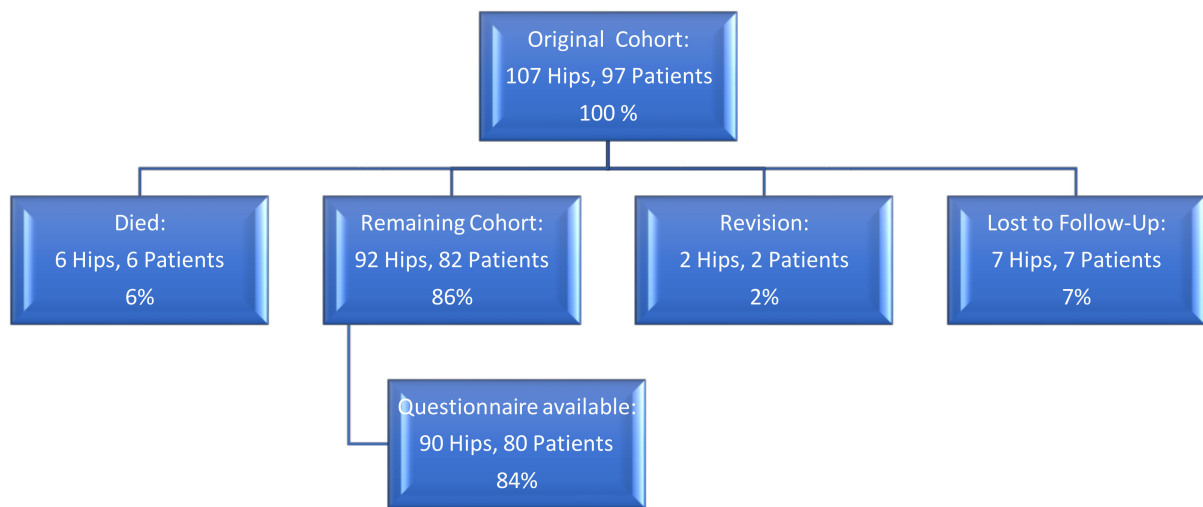 Original Cohort:
107 Hips, 97 Patients
100 %
Died:
6 Hips, 6 Patients
6%
Remaining Cohort:
92 Hips, 82 Patients
86%
Revision:
2 Hips, 2 Patients
2%
Lost to Follow-Up:
7 Hips, 7 Patients
7%
Questionnaire available:
90 Hips, 80 Patients
84%